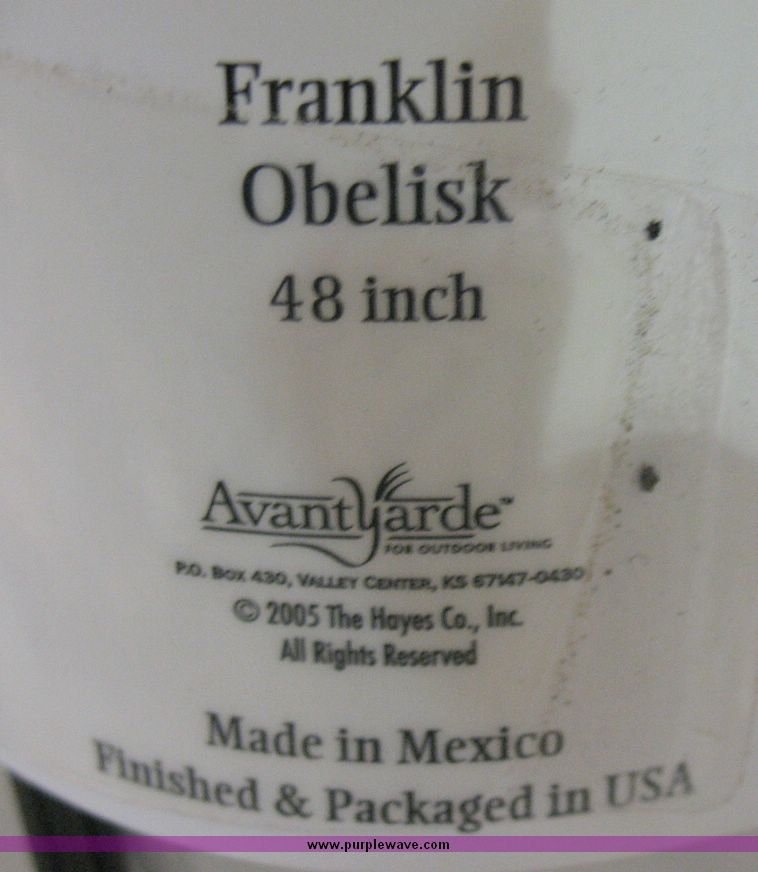 Franklin
Obelisk
48 inch
AvantYarde™
FOR OUTDOOR LIVING
P.O. BOX 430, VALLEY CENTER, KS 67147-0430
© 2005 The Hayes Co., Inc.
All Rights Reserved
Made in Mexico
Finished & Packaged in USA
www.purplewave.com